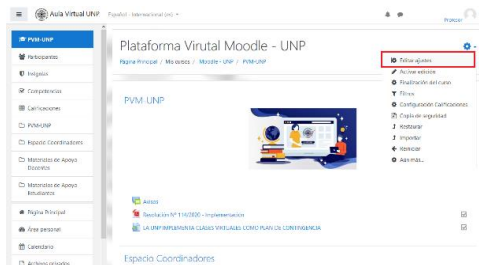 Aula Virtual UNP
Español - Internacional (es)
Profesor
PVM-UNP
Participantes
Insignias
Competencias
Calificaciones
PVM-UNP
Espacio Coordinadores
Materiales de Apoyo
Docentes
Materiales de Apoyo
Estudiantes
Página Principal
Área personal
Calendario
Archivos privados
Plataforma Virutal Moodle - UNP
Página Principal / Mis cursos / Moodle - UNP / PVM-UNP
Editar ajustes
Activar edición
Finalización del curso
Filtros
Configuración Calificaciones
Copia de seguridad
Restaurar
Importar
Reiniciar
Aún más...
PVM-UNP
Avisos
Resolución N° 114/2020 - Implementación
LA UNP IMPLEMENTA CLASES VIRTUALES COMO PLAN DE CONTINGENCIA
Espacio Coordinadores